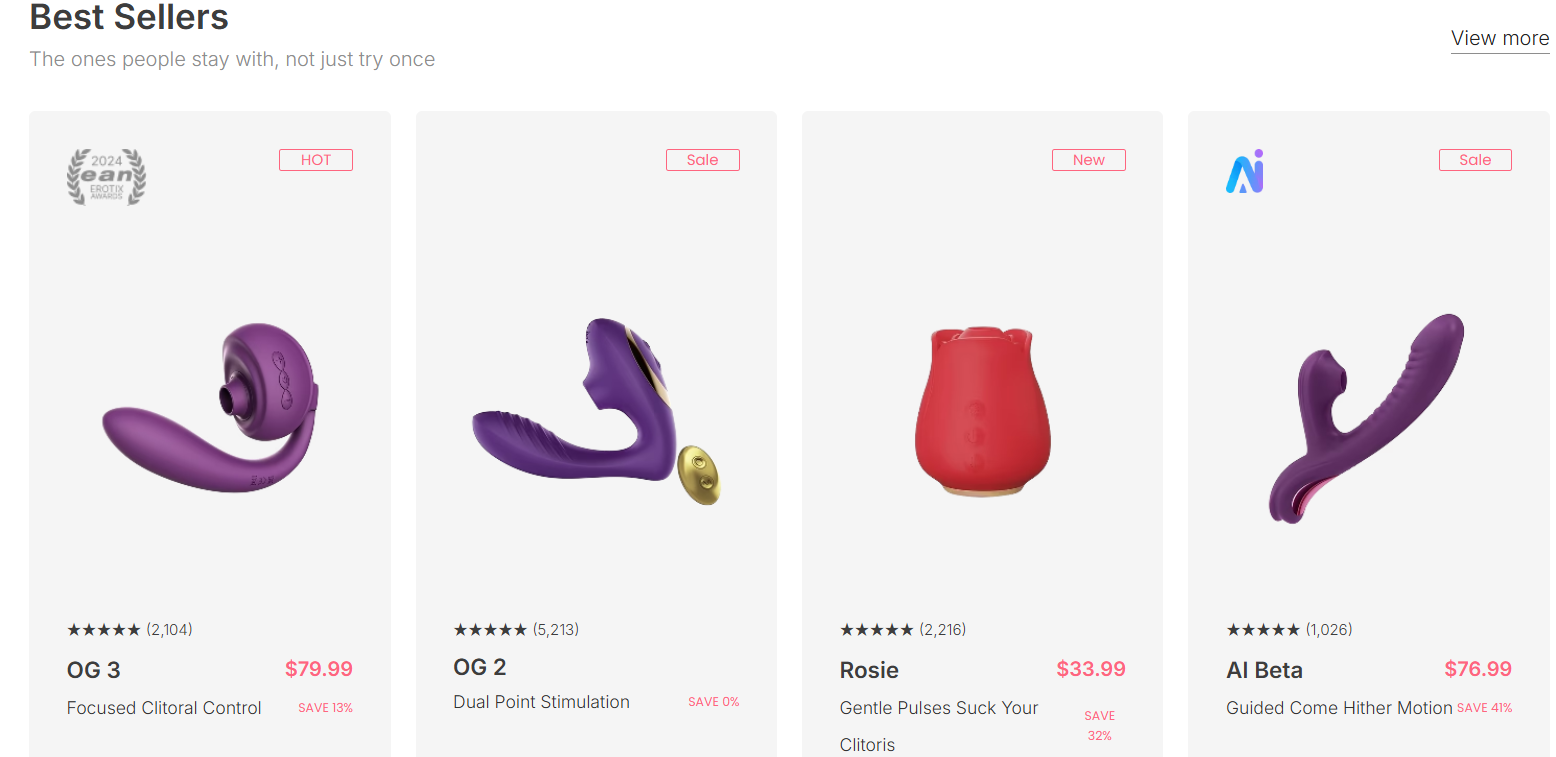 Best Sellers
The ones people stay with, not just try once
View more
2024
ean
EROTIX
AWARDS
HOT
★★★★★ (2,104)
OG 3
$79.99
Focused Clitoral Control
SAVE 13%
Sale
★★★★★ (5,213)
OG 2
Dual Point Stimulation
SAVE 0%
New
★★★★★ (2,216)
Rosie
$33.99
Gentle Pulses Suck Your
Clitoris
SAVE
32%
Ai
Sale
★★★★★ (1,026)
AI Beta
$76.99
Guided Come Hither Motion
SAVE 41%